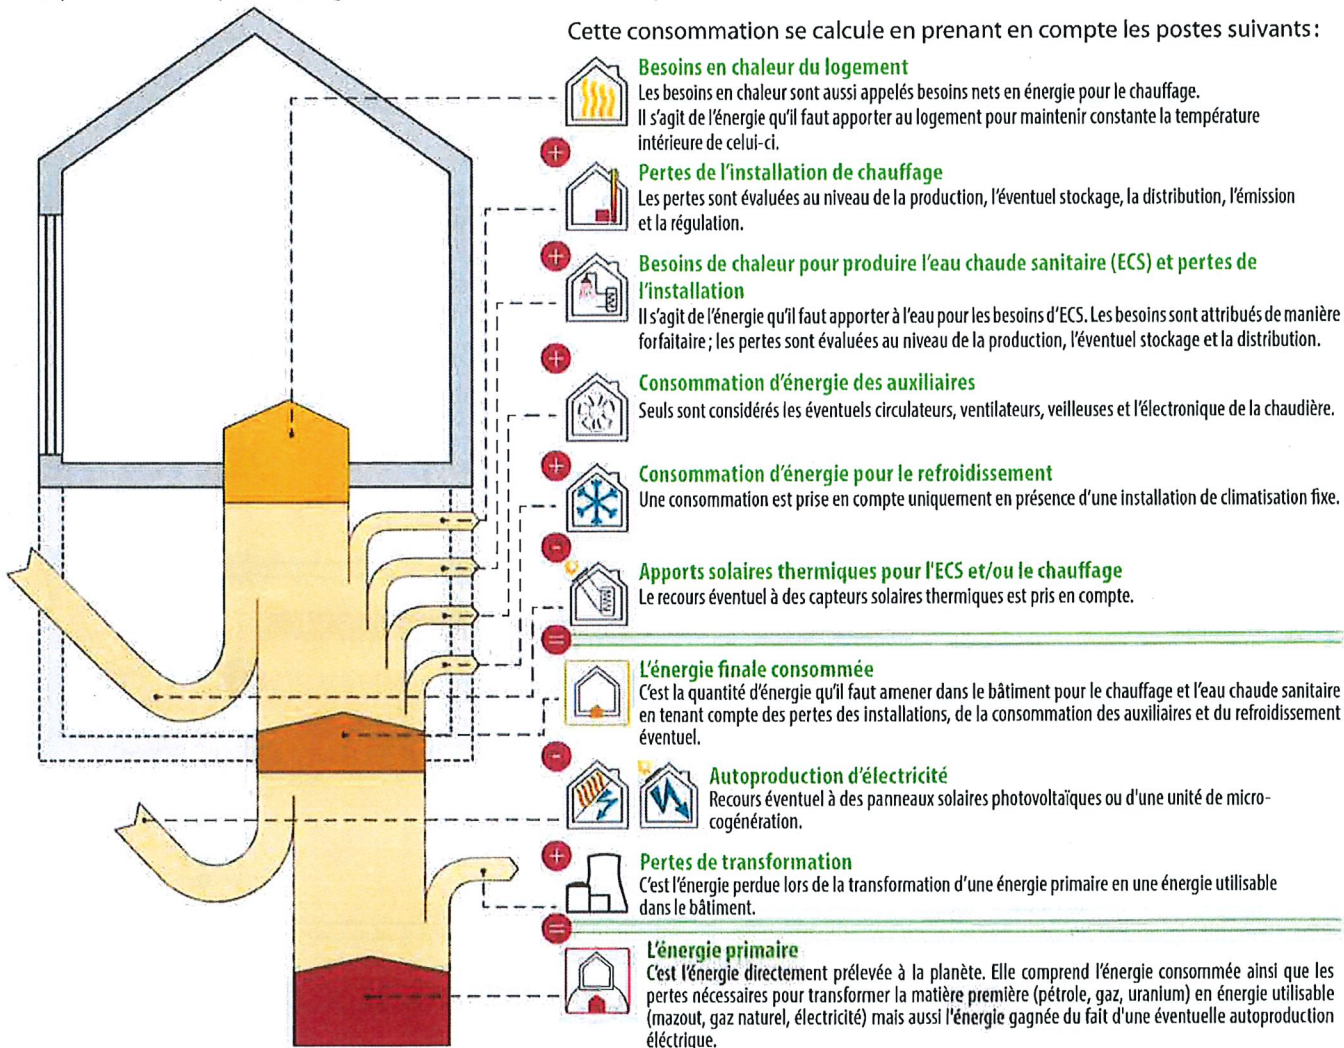 Cette consommation se calcule en prenant en compte les postes suivants :
Besoins en chaleur du logement
Les besoins en chaleur sont aussi appelés besoins nets en énergie pour le chauffage.
Il s'agit de l'énergie qu'il faut apporter au logement pour maintenir constante la température
intérieure de celui-ci.
+
Pertes de l'installation de chauffage
Les pertes sont évaluées au niveau de la production, l'éventuel stockage, la distribution, l'émission
et la régulation.
+
Besoins de chaleur pour produire l'eau chaude sanitaire (ECS) et pertes de
l'installation
Il s'agit de l'énergie qu'il faut apporter à l'eau pour les besoins d'ECS. Les besoins sont attribués de manière
forfaitaire ; les pertes sont évaluées au niveau de la production, l'éventuel stockage et la distribution.
+
Consommation d'énergie des auxiliaires
Seuls sont considérés les éventuels circulateurs, ventilateurs, veilleuses et l'électronique de la chaudière.
+
Consommation d'énergie pour le refroidissement
Une consommation est prise en compte uniquement en présence d'une installation de climatisation fixe.
-
Apports solaires thermiques pour l'ECS et/ou le chauffage
Le recours éventuel à des capteurs solaires thermiques est pris en compte.
=
L'énergie finale consommée
C'est la quantité d'énergie qu'il faut amener dans le bâtiment pour le chauffage et l'eau chaude sanitaire
en tenant compte des pertes des installations, de la consommation des auxiliaires et du refroidissement
éventuel.
-
Autoproduction d'électricité
Recours éventuel à des panneaux solaires photovoltaïques ou d'une unité de micro-
cogénération.
+
Pertes de transformation
C'est l'énergie perdue lors de la transformation d'une énergie primaire en une énergie utilisable
dans le bâtiment.
=
L'énergie primaire
C'est l'énergie directement prélevée à la planète. Elle comprend l'énergie consommée ainsi que les
pertes nécessaires pour transformer la matière première (pétrole, gaz, uranium) en énergie utilisable
(mazout, gaz naturel, électricité) mais aussi l'énergie gagnée du fait d'une éventuelle autoproduction
éléctrique.